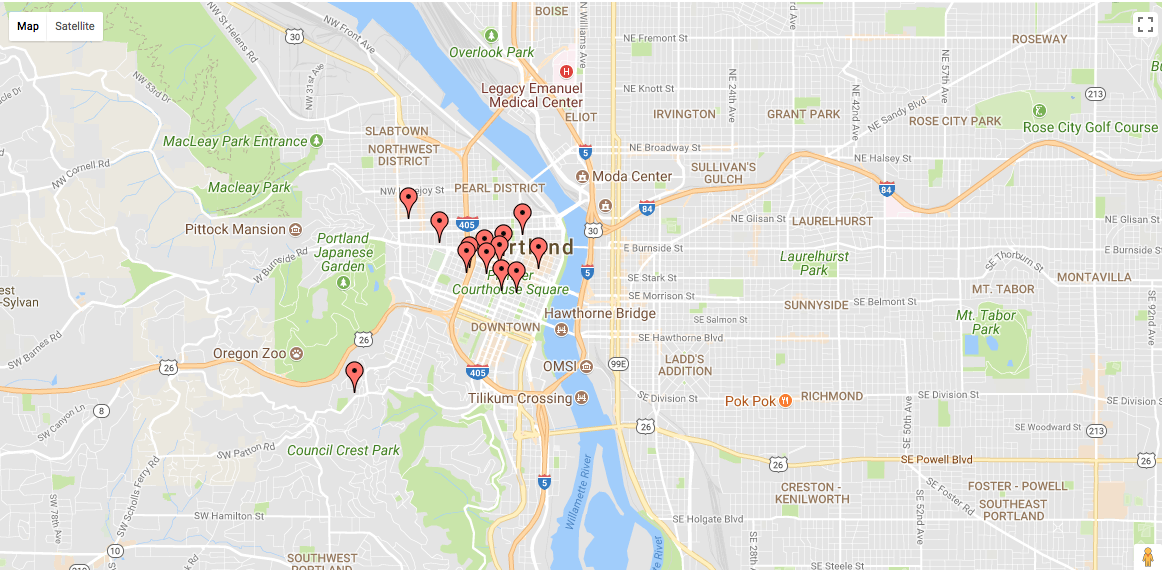 Map
Satellite
BOISE
NE Fremont St
ROSEWAY
NW St Helens Rd
30
NW Front Ave
Overlook Park
N Williams Ave
NE 57th Ave
Legacy Emanuel
Medical Center
H
NE Knott St
NE 24th Ave
NE 42nd Ave
213
NW 53rd Dr
NW 31st Ave
ELIOT
IRVINGTON
GRANT PARK
NE Sandy Blvd
ROSE CITY PARK
Rose City Golf Course
SLABTOWN
MacLeay Park Entrance
NORTHWEST
DISTRICT
5
NE Broadway St
NE Halsey St
NW Cornell Rd
SULLIVAN'S
GULCH
Macleay Park
PEARL DISTRICT
Moda Center
84
84
405
30
NE Glisan St
NE Glisan St
LAURELHURST
Pittock Mansion
Portland
Japanese
Garden
W Burnside Rd
rtland
E Burnside St
E Burnside St
Laurelhurst
Park
SE Thorburn St
MONTAVILLA
5
SE Stark St
Courthouse Square
SE Morrison St
SUNNYSIDE
SE Belmont St
MT. TABOR
-Sylvan
Hawthorne Bridge
SE Salmon St
Mt. Tabor
Park
SE 92nd Ave
DOWNTOWN
26
SE Hawthorne Blvd
SW Barnes Rd
Oregon Zoo
26
OMSI
99E
LADD'S
ADDITION
405
Tilikum Crossing
SE Division St
Pok Pok
RICHMOND
SE Division St
SE Division St
8
SW Canyon Ln
26
SE 50th Ave
SE Woodward St
213
Council Crest Park
SW Patton Rd
26
SE Powell Blvd
26
SW Scholls Ferry Rd
5
Willamette River
CRESTON -
KENILWORTH
SE Foster Rd
FOSTER - POWELL
SOUTHEAST
PORTLAND
SW 78th Ave
SW Hamilton St
SE Holgate Blvd
10
SOUTHWEST
PORTLAND
SE 28th Ave
SE Steele St